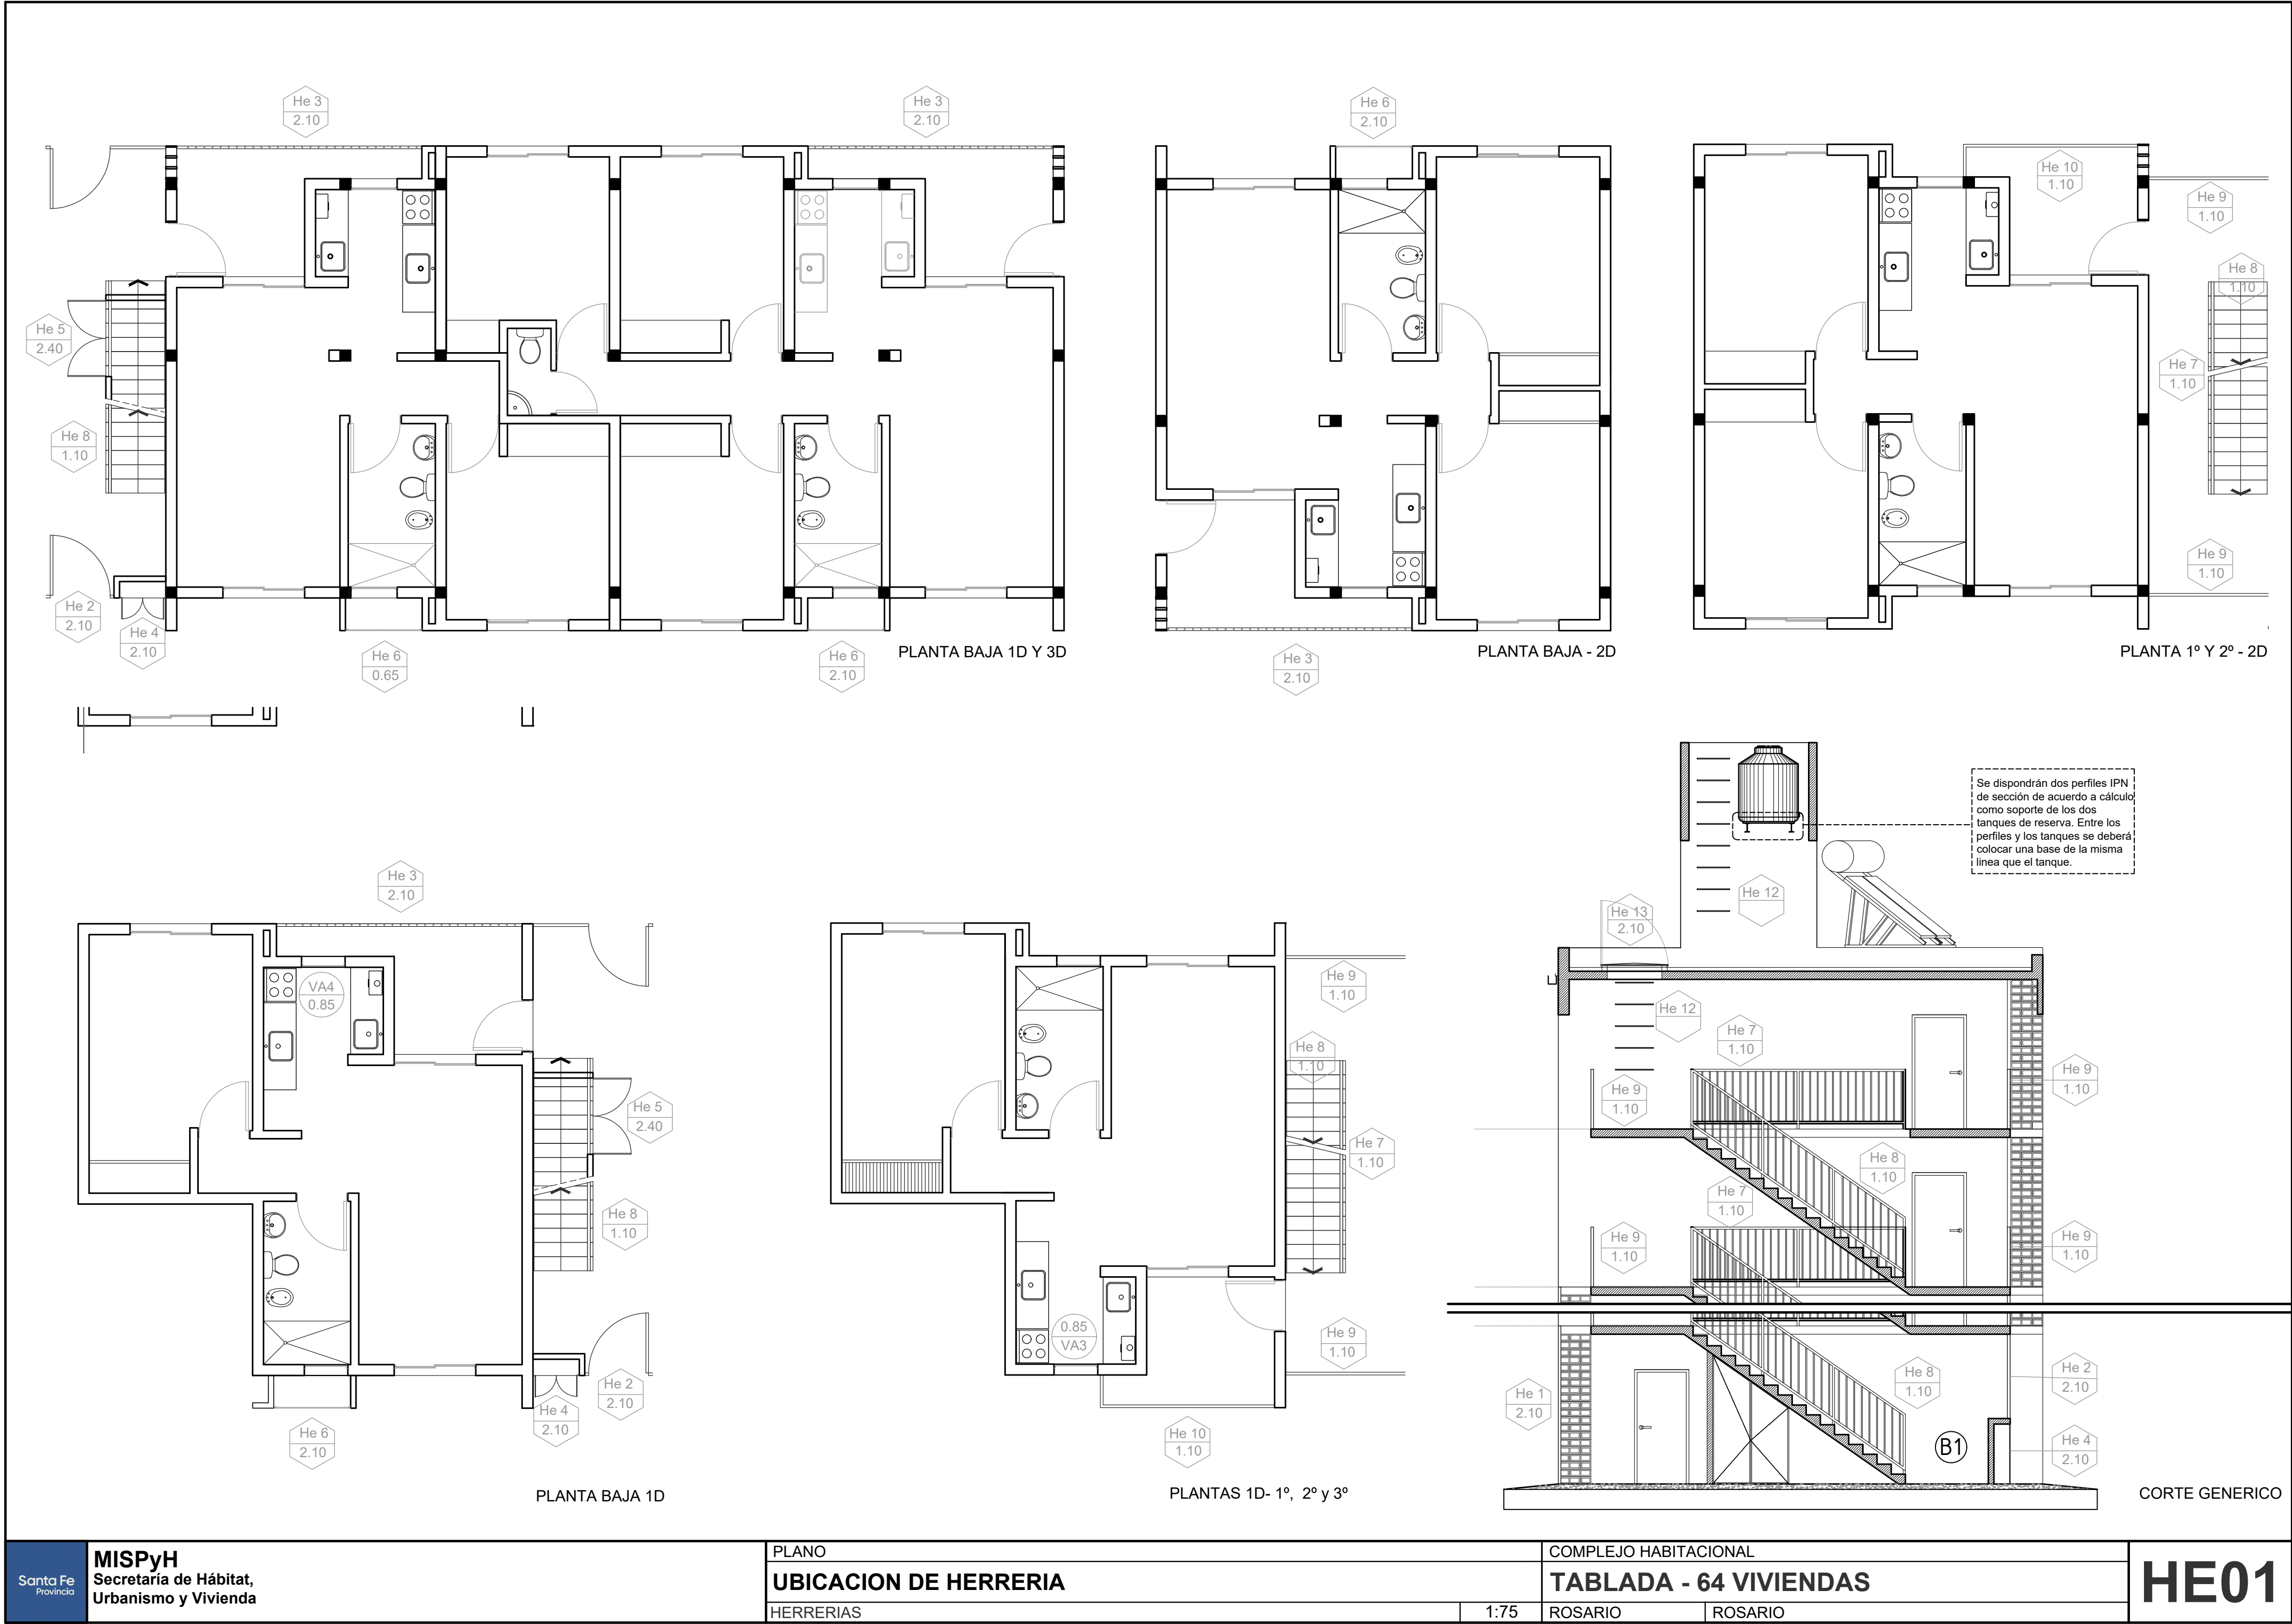 He 3
2.10
He 3
2.10
He 5
2.40
He 8
1.10
He 2
2.10
He 4
2.10
He 6
0.65
He 6
2.10
PLANTA BAJA 1D Y 3D
He 6
2.10
He 3
2.10
PLANTA BAJA - 2D
He 10
1.10
He 9
1.10
He 8
1.10
He 7
1.10
He 9
1.10
PLANTA 1º Y 2º - 2D
He 3
2.10
VA4
0.85
He 5
2.40
He 8
1.10
He 2
2.10
He 4
2.10
He 6
2.10
PLANTA BAJA 1D
He 9
1.10
He 8
1.10
He 7
1.10
0.85
VA3
He 9
1.10
He 10
1.10
PLANTAS 1D- 1º, 2º y 3º
Se dispondrán dos perfiles IPN
de sección de acuerdo a cálculo
como soporte de los dos
tanques de reserva. Entre los
perfiles y los tanques se deberá
colocar una base de la misma
linea que el tanque.
He 12
He 13
2.10
He 12
He 7
1.10
He 9
1.10
He 9
1.10
He 8
1.10
He 7
1.10
He 9
1.10
He 9
1.10
He 8
1.10
He 1
2.10
He 2
2.10
B1
He 4
2.10
CORTE GENERICO
Santa Fe
Provincia
MISPyH
Secretaría de Hábitat,
Urbanismo y Vivienda
PLANO
UBICACION DE HERRERIA
HERRERIAS
1:75
COMPLEJO HABITACIONAL
TABLADA - 64 VIVIENDAS
ROSARIO
ROSARIO
HE01